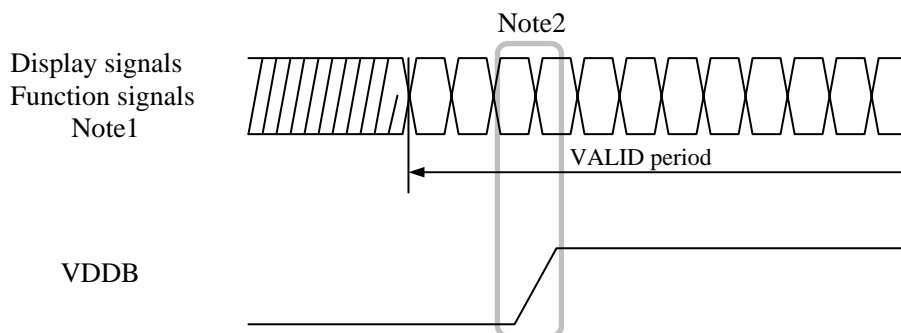 Note2
Display signals
Function signals
Note1
VALID period
VDDB